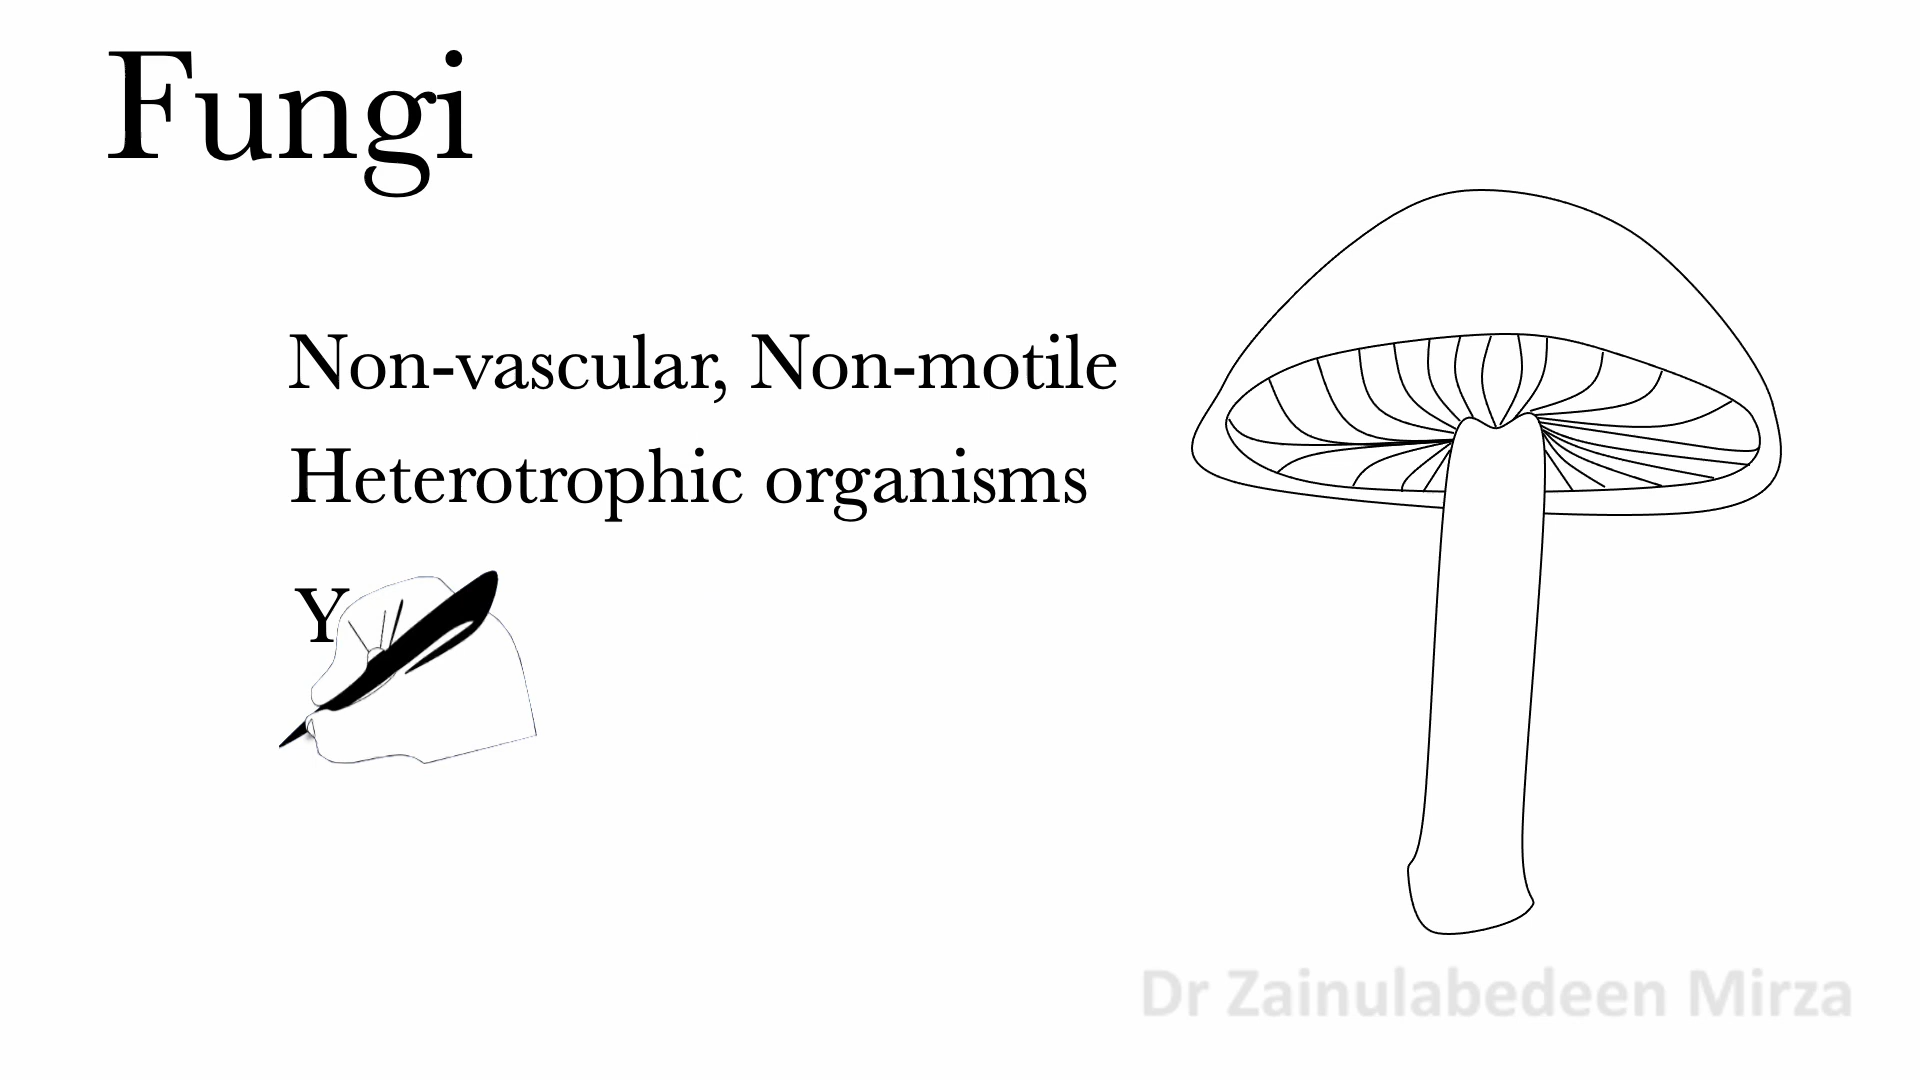 Fungi
Non-vascular, Non-motile
Heterotrophic organisms
Y
Dr Zainulabedeen Mirza